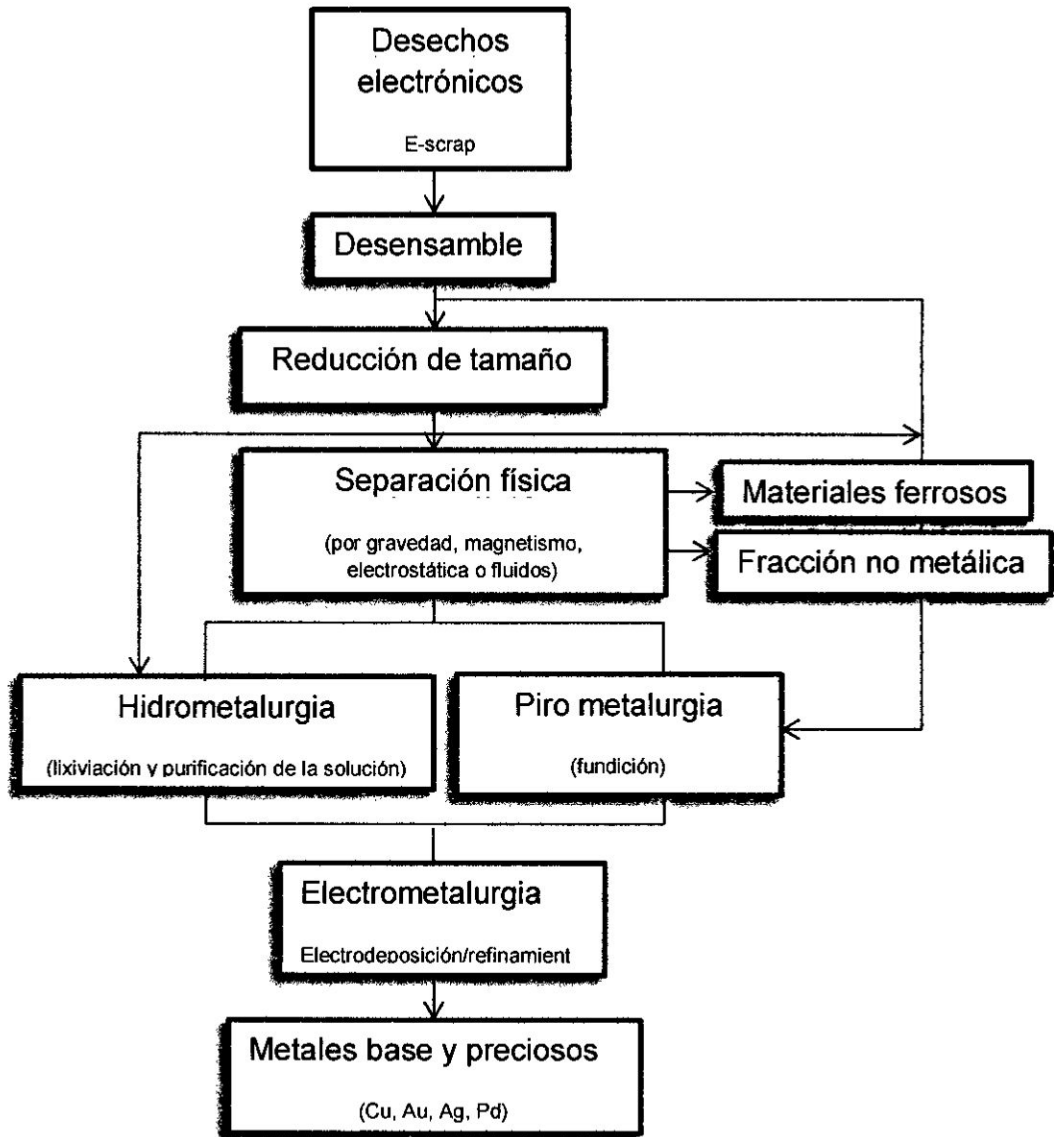 Desechos
electrónicos
E-scrap
Desensamble
Reducción de tamaño
Separación física
(por gravedad, magnetismo,
electrostática o fluidos)
Materiales ferrosos
Fracción no metálica
Hidrometalurgia
(lixiviación y purificación de la solución)
Piro metalurgia
(fundición)
Electrometalurgia
Electrodeposición/refinamient
Metales base y preciosos
(Cu, Au, Ag, Pd)